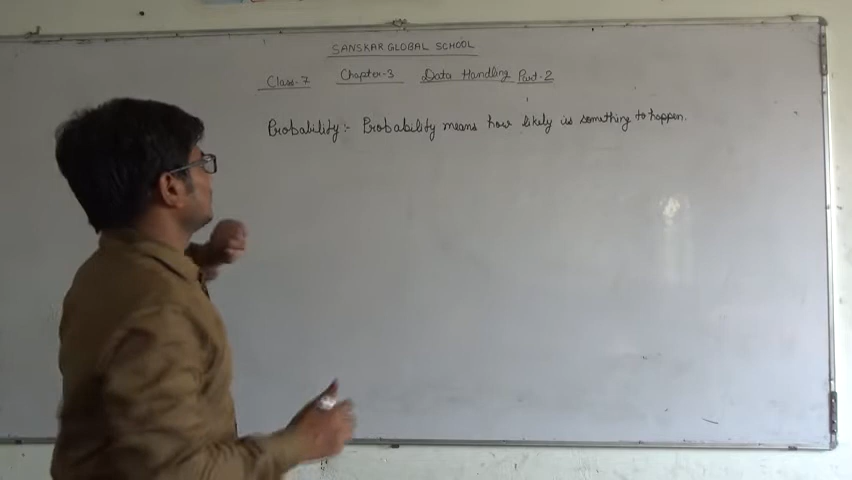 SANSKAR GLOBAL SCHOOL
Class-7 Chapter-3 Data Handling Part-2
Probability :- Probability means how likely is something to happen.